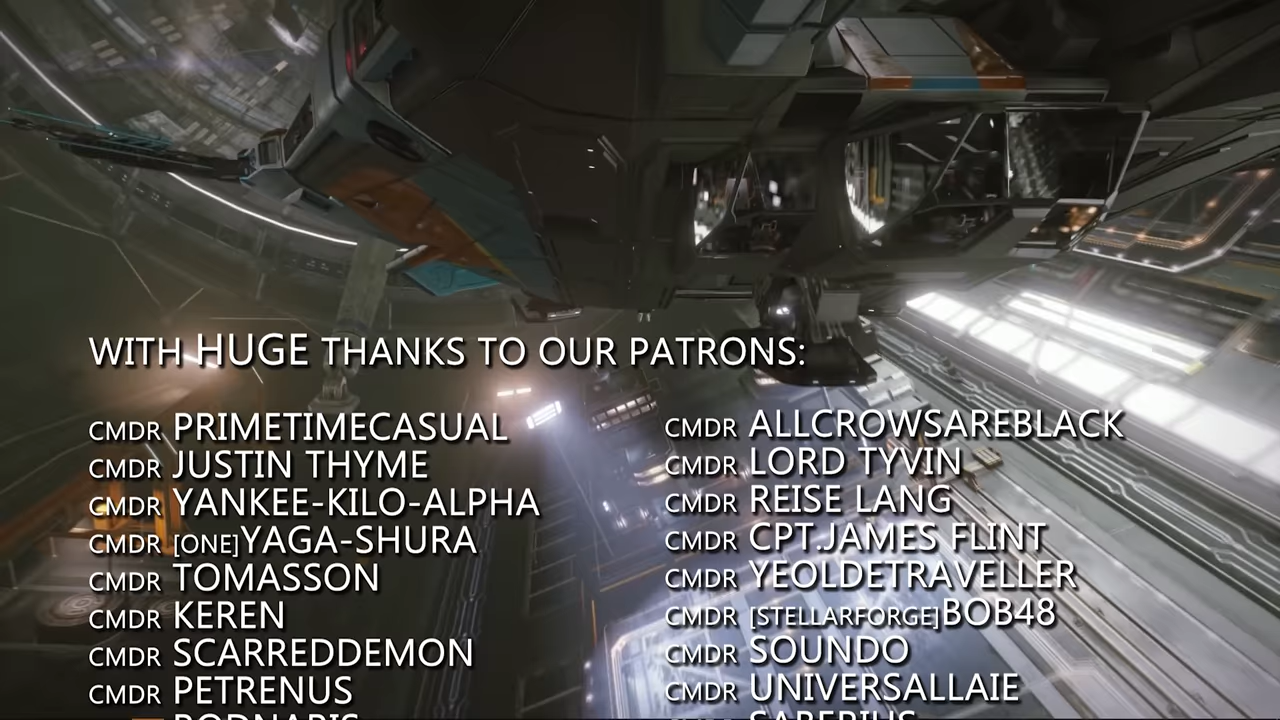 WITH HUGE THANKS TO OUR PATRONS:
CMDR PRIMETIMECASUAL
CMDR JUSTIN THYME
CMDR YANKEE-KILO-ALPHA
CMDR [ONE]YAGA-SHURA
CMDR TOMASSON
CMDR KEREN
CMDR SCARREDDEMON
CMDR PETRENUS
CMDR ALLCROWSAREBLACK
CMDR LORD TYVIN
CMDR REISE LANG
CMDR CPT.JAMES FLINT
CMDR YEOLDETRAVELLER
CMDR [STELLARFORGE]BOB48
CMDR SOUNDO
CMDR UNIVERSALLAIE